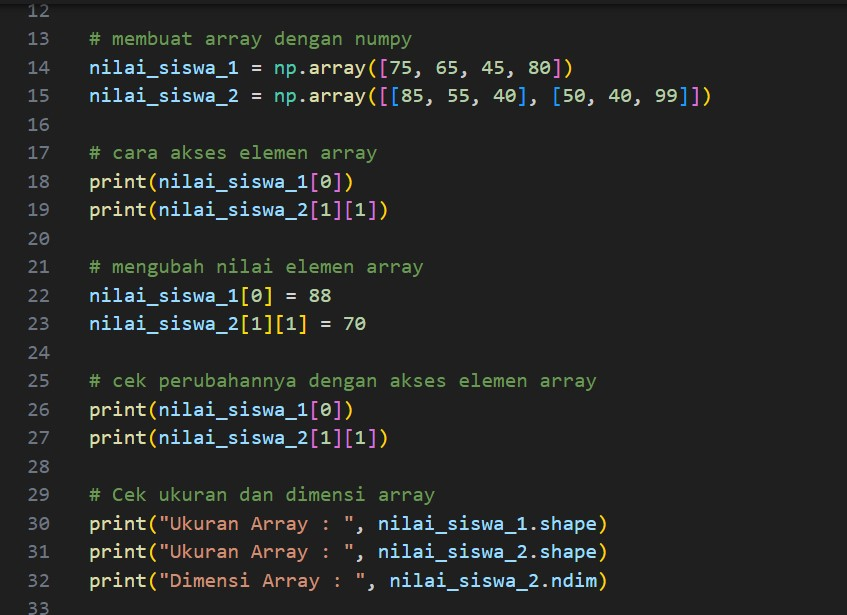 12
13 # membuat array dengan numpy
14 nilai_siswa_1 = np.array([75, 65, 45, 80])
15 nilai_siswa_2 = np.array([[85, 55, 40], [50, 40, 99]])
16
17 # cara akses elemen array
18 print(nilai_siswa_1[0])
19 print(nilai_siswa_2[1][1])
20
21 # mengubah nilai elemen array
22 nilai_siswa_1[0] = 88
23 nilai_siswa_2[1][1] = 70
24
25 # cek perubahannya dengan akses elemen array
26 print(nilai_siswa_1[0])
27 print(nilai_siswa_2[1][1])
28
29 # Cek ukuran dan dimensi array
30 print("Ukuran Array : ", nilai_siswa_1.shape)
31 print("Ukuran Array : ", nilai_siswa_2.shape)
32 print("Dimensi Array : ", nilai_siswa_2.ndim)
33